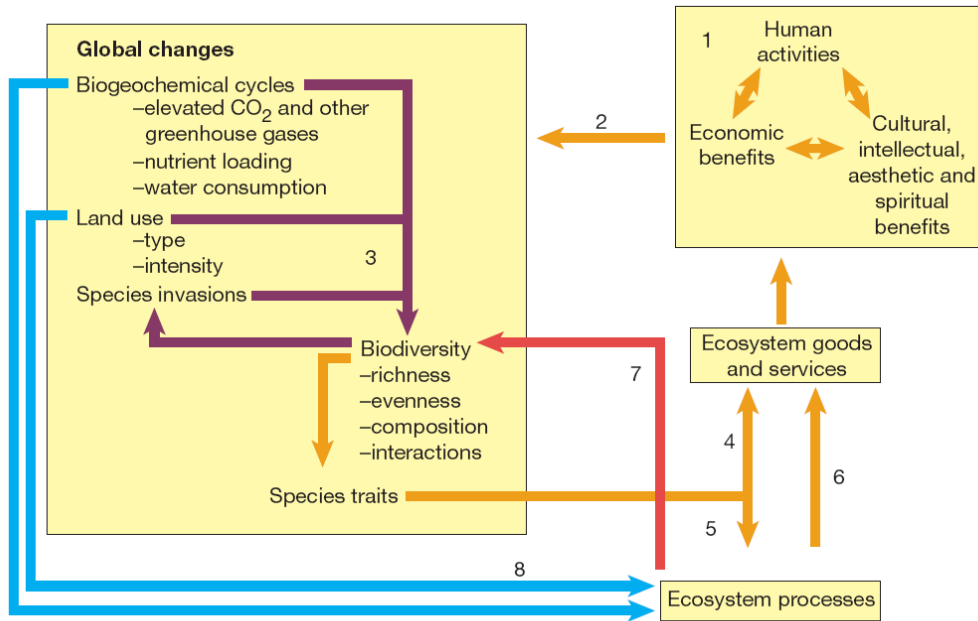 Global changes
Biogeochemical cycles
–elevated CO2 and other
greenhouse gases
–nutrient loading
–water consumption
Land use
–type
–intensity
Species invasions
3
Biodiversity
–richness
–evenness
–composition
–interactions
Species traits
2
1
Human
activities
Economic
benefits
Cultural,
intellectual,
aesthetic and
spiritual
benefits
Ecosystem goods
and services
7
4
6
5
8
Ecosystem processes